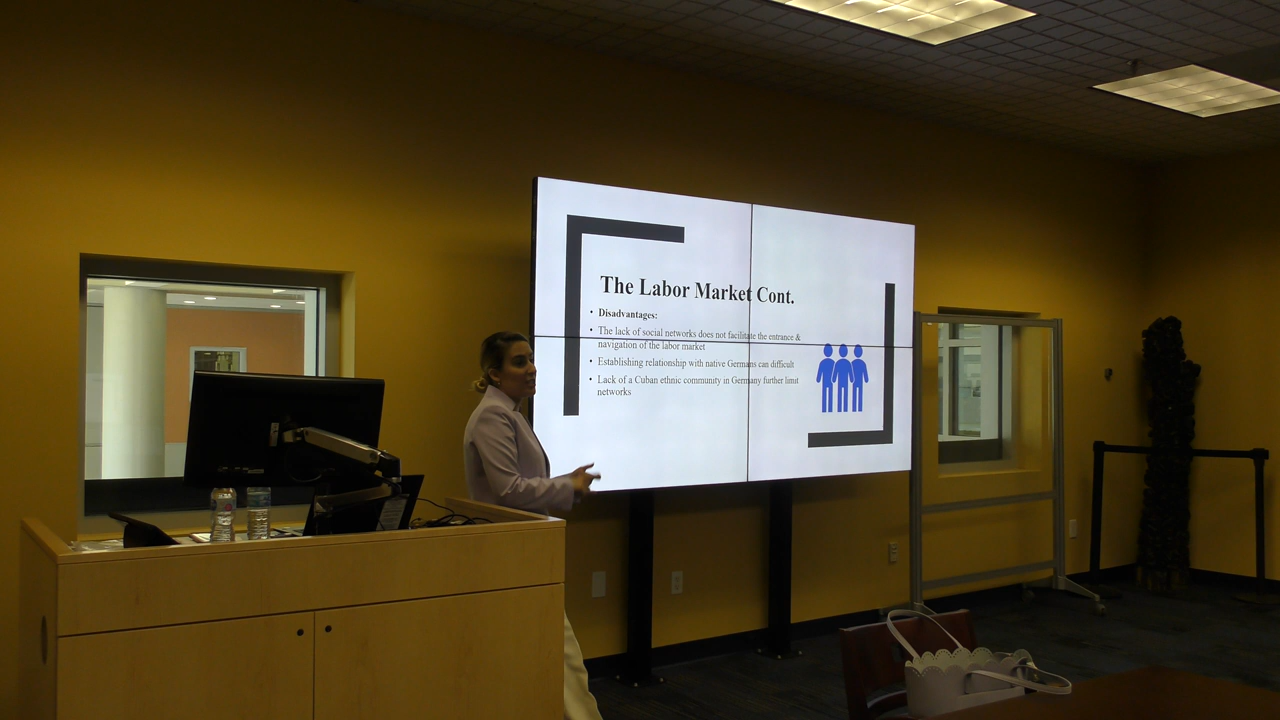 The Labor Market Cont.
• Disadvantages:
• The lack of social networks does not facilitate the entrance &
navigation of the labor market
• Establishing relationship with native Germans can difficult
• Lack of a Cuban ethnic community in Germany further limit
networks